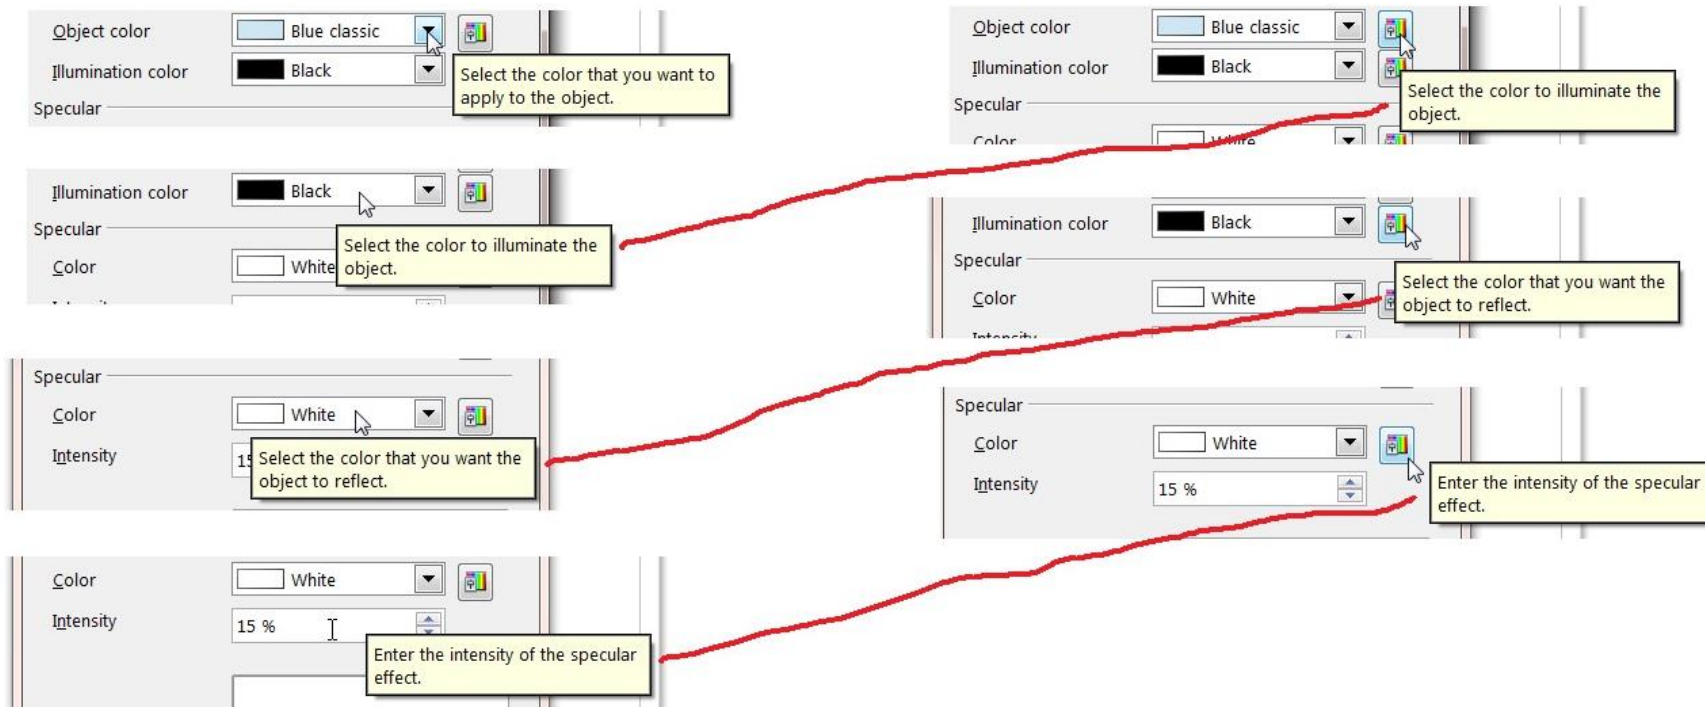 Object color
Blue classic
Illumination color
Black
Select the color that you want to
apply to the object.
Specular
Illumination color
Black
Specular
Select the color to illuminate the
object.
Color
White
Specular
Color
White
Intensity
15
Select the color that you want the
object to reflect.
Color
White
Intensity
15 %
Enter the intensity of the specular
effect.
Object color
Blue classic
Illumination color
Black
Select the color to illuminate the
object.
Specular
Color
White
Illumination color
Black
Specular
Select the color that you want the
object to reflect.
Color
White
Intensity
Specular
Color
White
Intensity
15 %
Enter the intensity of the specular
effect.